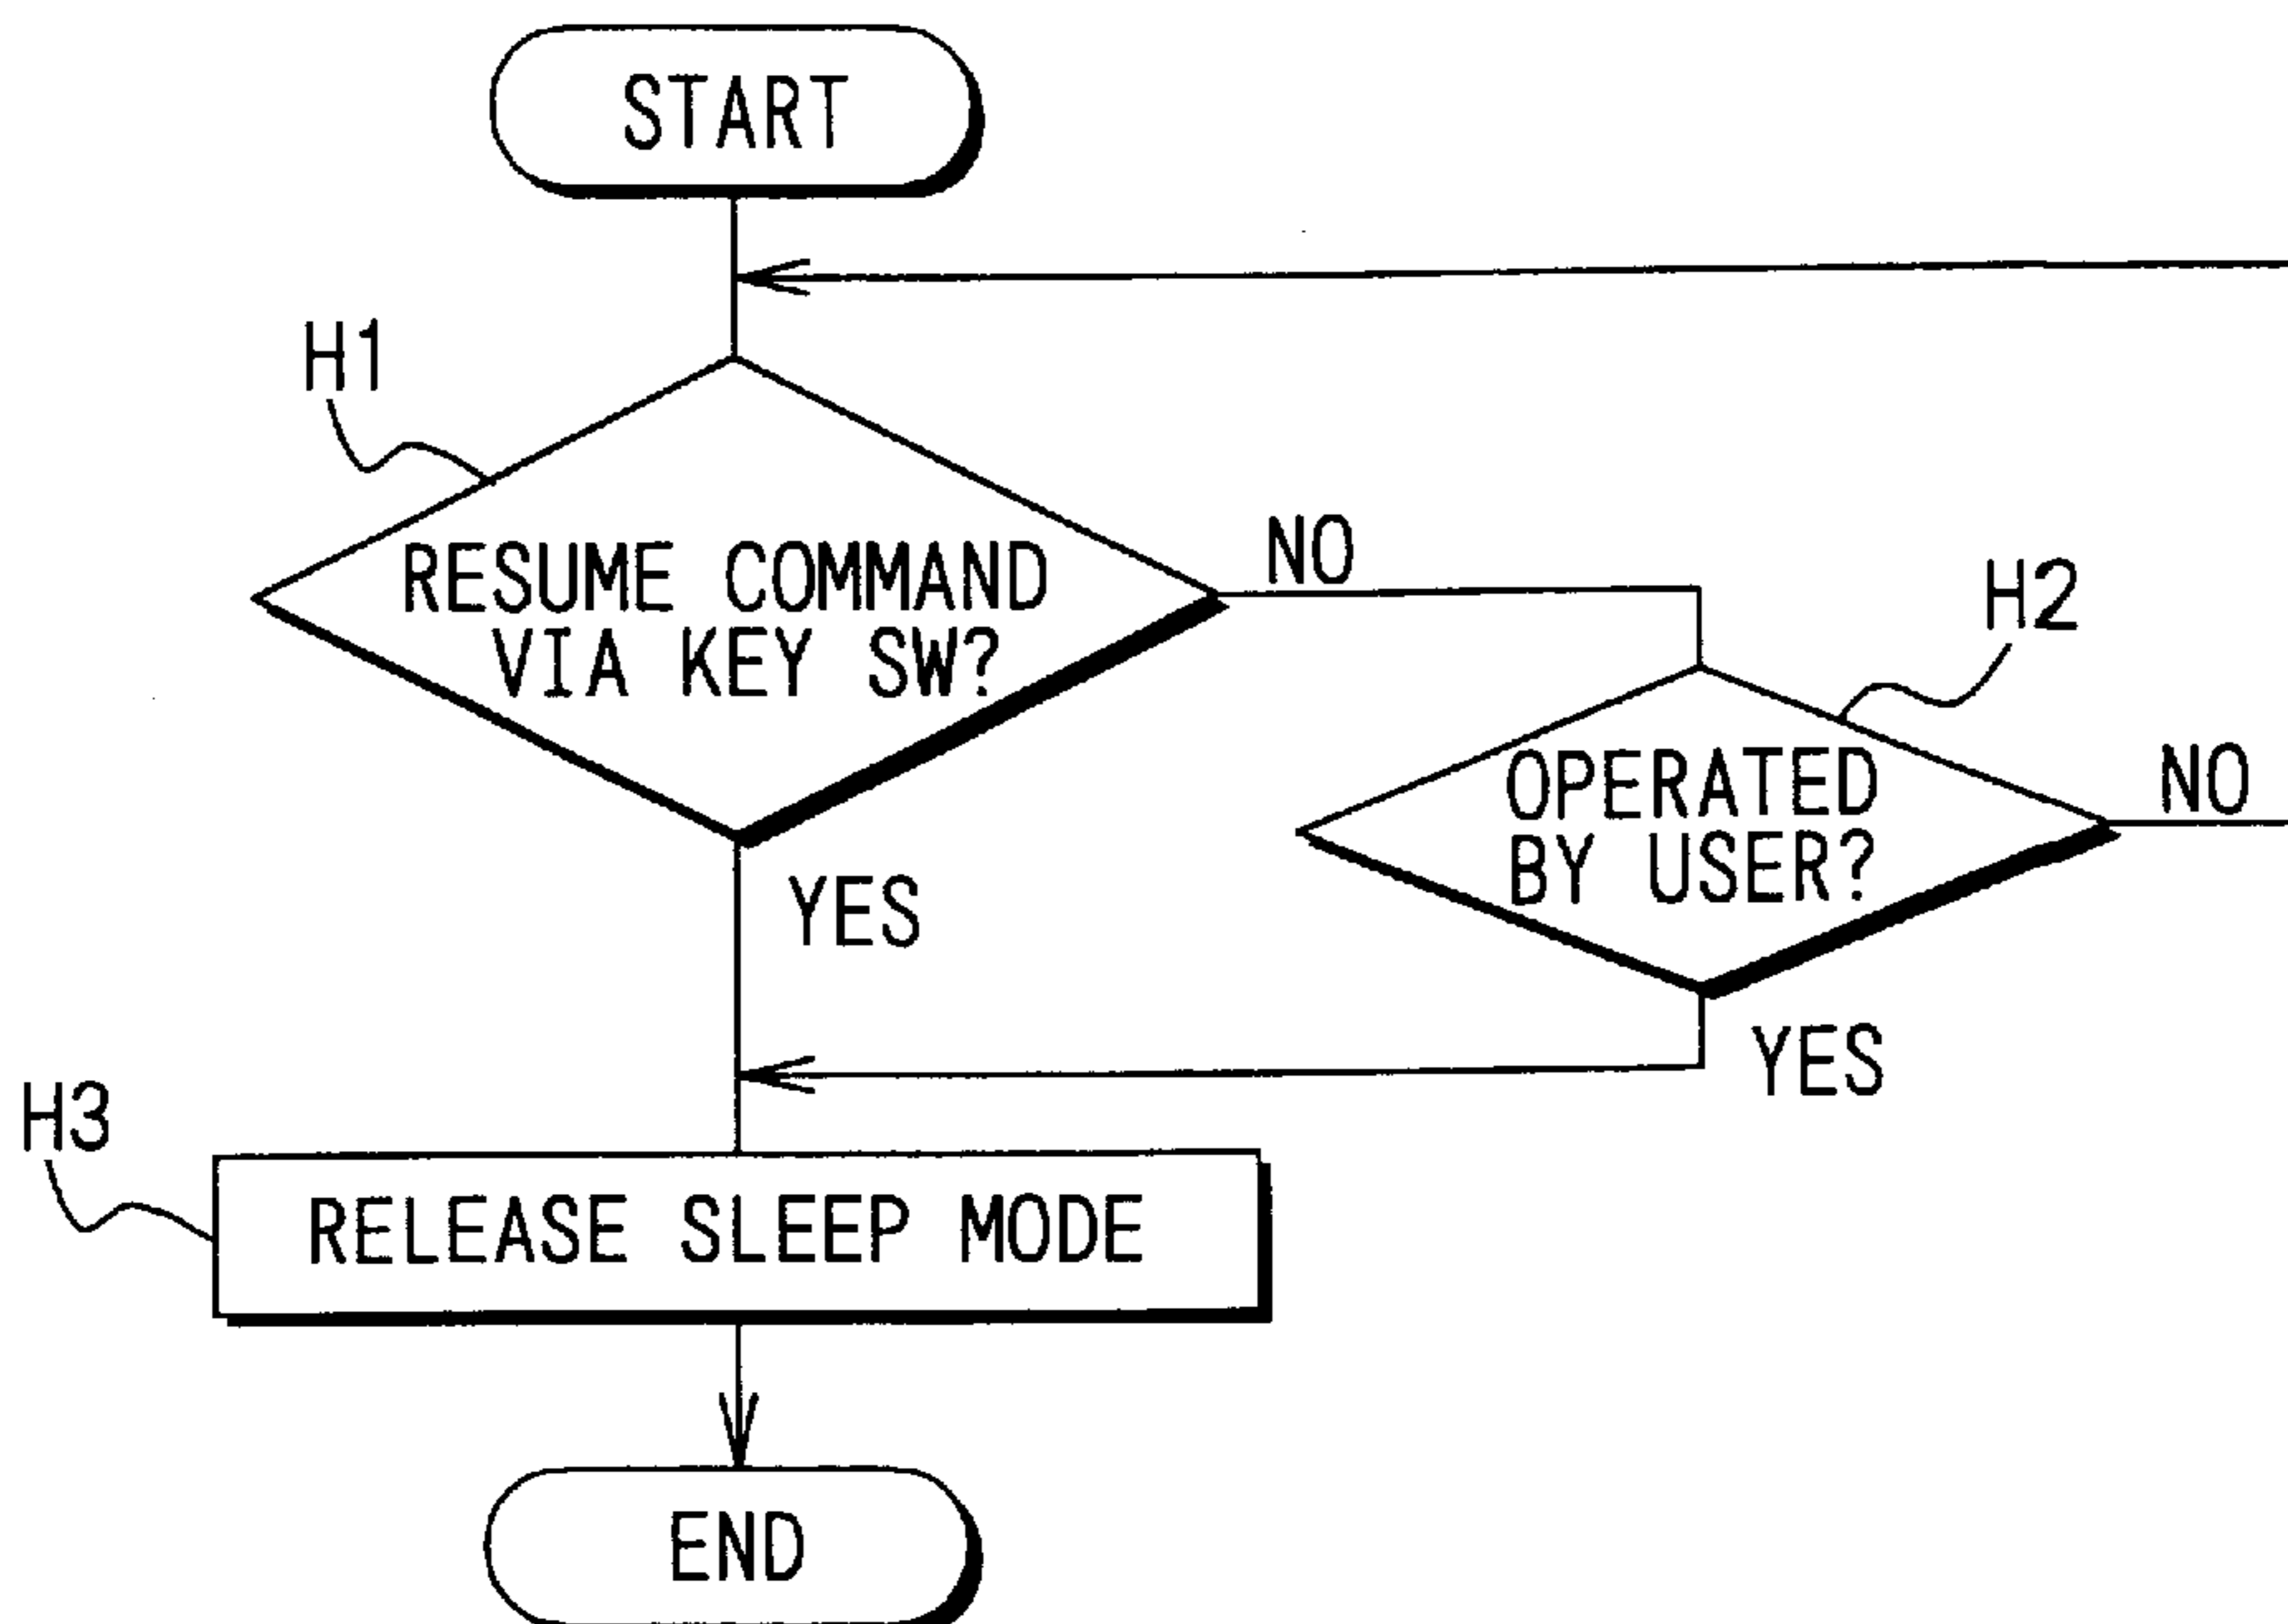 START
H1
RESUME COMMAND
VIA KEY SW?
NO
H2
OPERATED
BY USER?
NO
YES
YES
H3
RELEASE SLEEP MODE
END